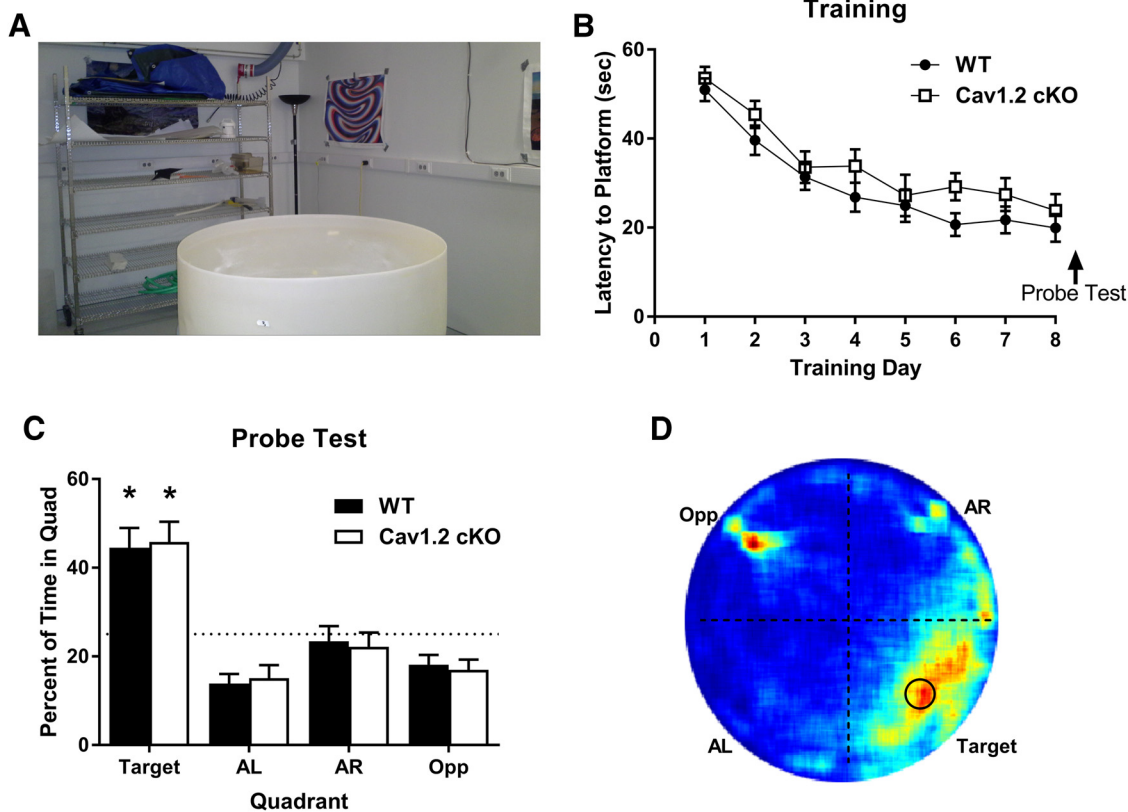 A
Training
B
60
40
20
0
Latency to Platform (sec)
WT
Cav1.2 cKO
Probe Test
0
1
2
3
4
5
6
7
8
Training Day
C
Probe Test
60
40
20
0
Percent of Time in Quad
* *
WT
Cav1.2 cKO
Target
AL
AR
Opp
Quadrant
D
Opp
AR
AL
Target